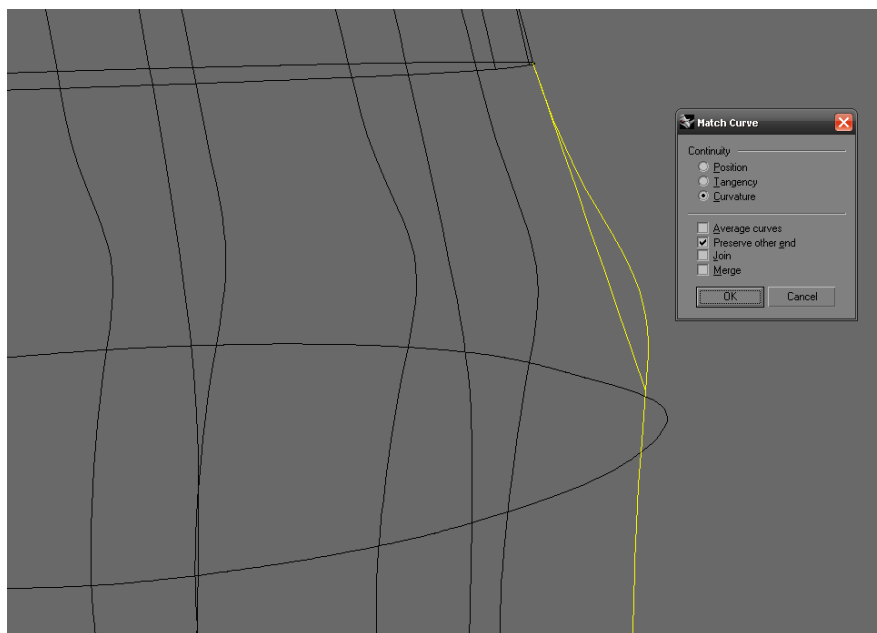 Match Curve
Continuity
Position
Tangency
Curvature
Average curves
Preserve other end
Join
Merge
OK Cancel